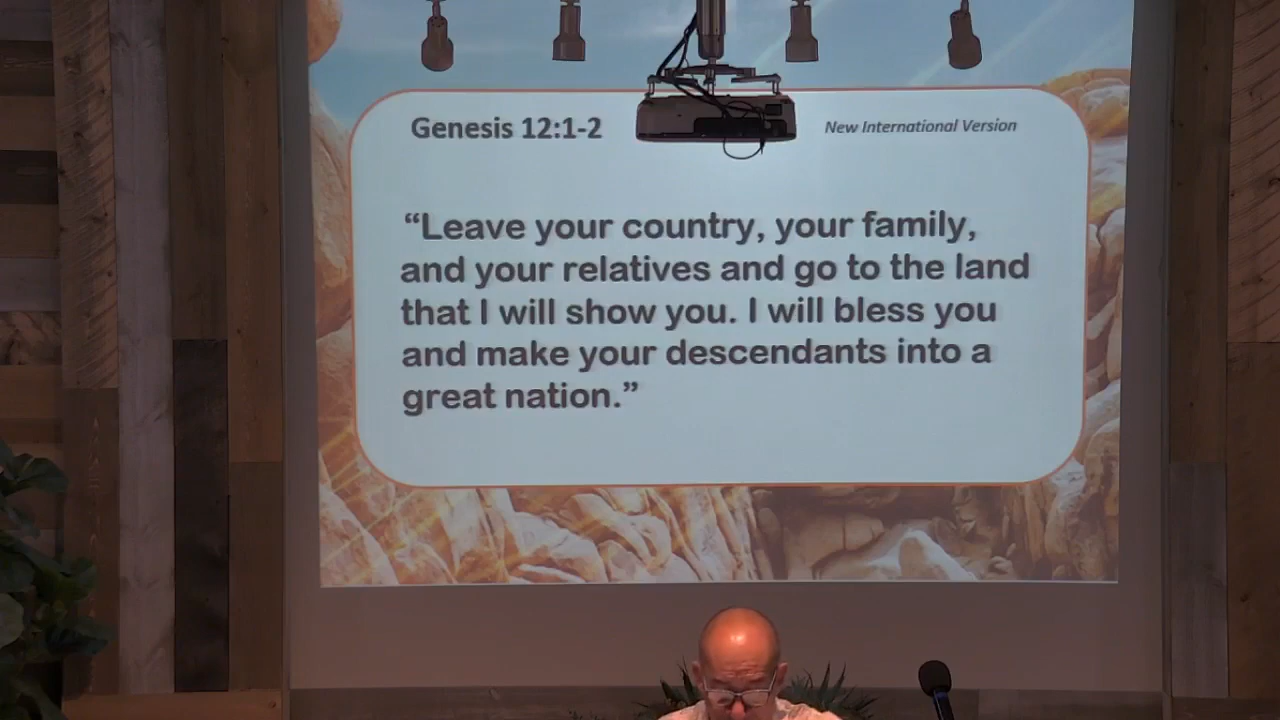 Genesis 12:1-2
New International Version
“Leave your country, your family,
and your relatives and go to the land
that I will show you. I will bless you
and make your descendants into a
great nation.”